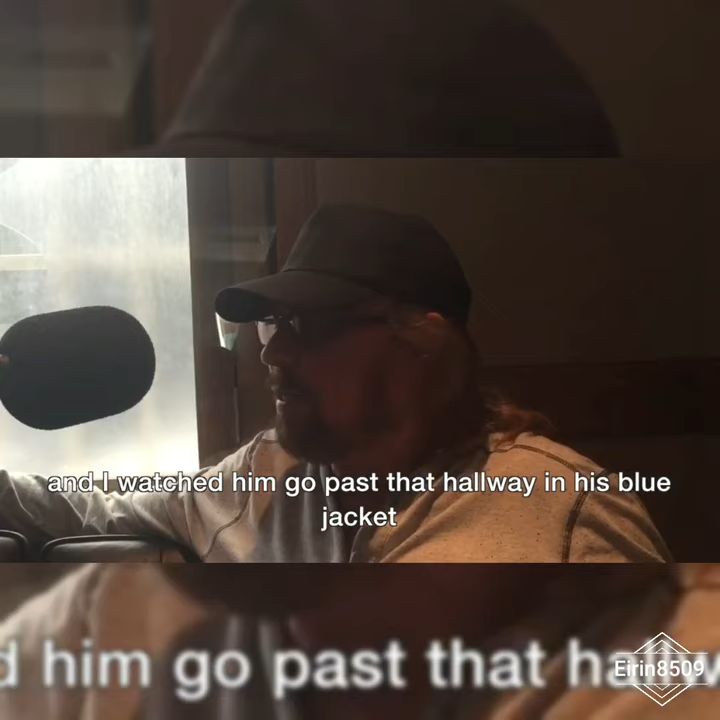 and I watched him go past that hallway in his blue
jacket
d him go past that ha
Eirin8509